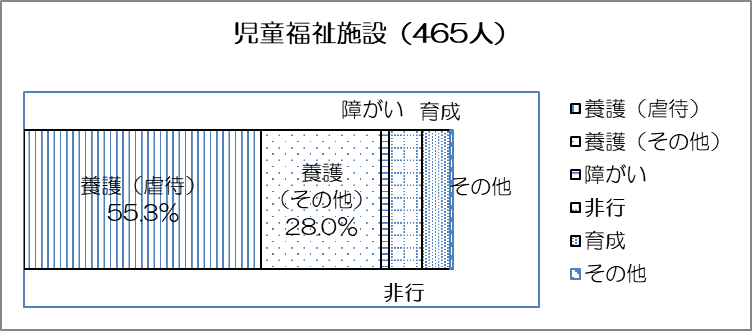 児童福祉施設（465人）
障がい
育成
養護（虐待）
55.3%
養護
（その他）
28.0%
その他
非行
養護（虐待）
養護（その他）
障がい
非行
育成
その他